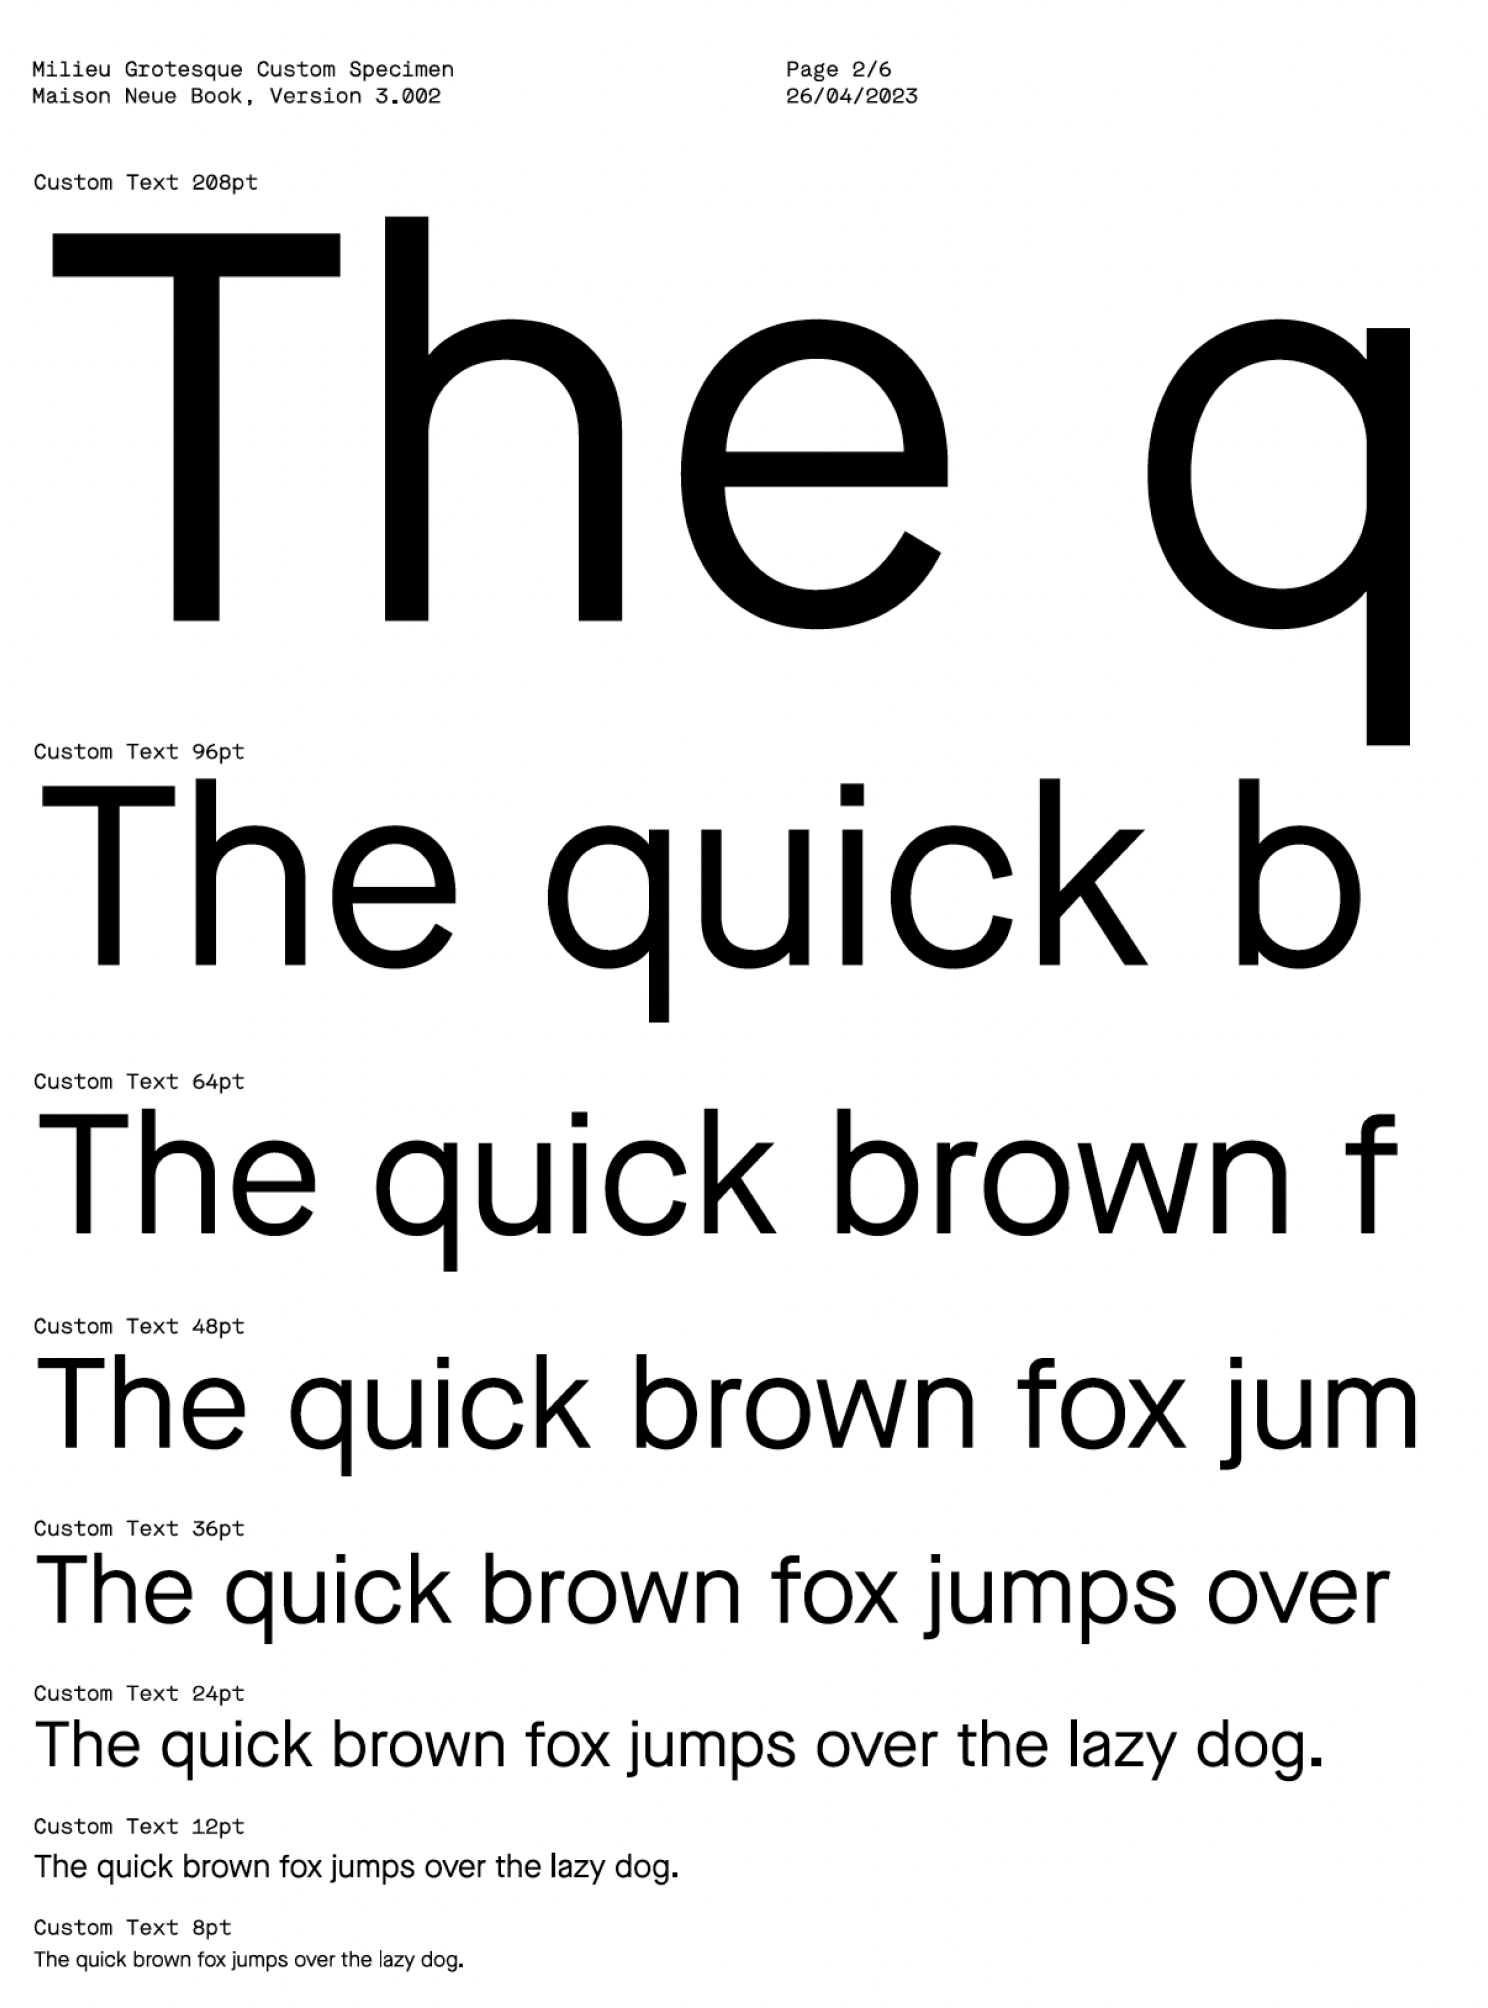 Milieu Grotesque Custom Specimen
Maison Neue Book, Version 3.002
Page 2/6
26/04/2023
Custom Text 208pt
The q
Custom Text 96pt
The quick b
Custom Text 64pt
The quick brown f
Custom Text 48pt
The quick brown fox jum
Custom Text 36pt
The quick brown fox jumps over
Custom Text 24pt
The quick brown fox jumps over the lazy dog.
Custom Text 12pt
The quick brown fox jumps over the lazy dog.
Custom Text 8pt
The quick brown fox jumps over the lazy dog.